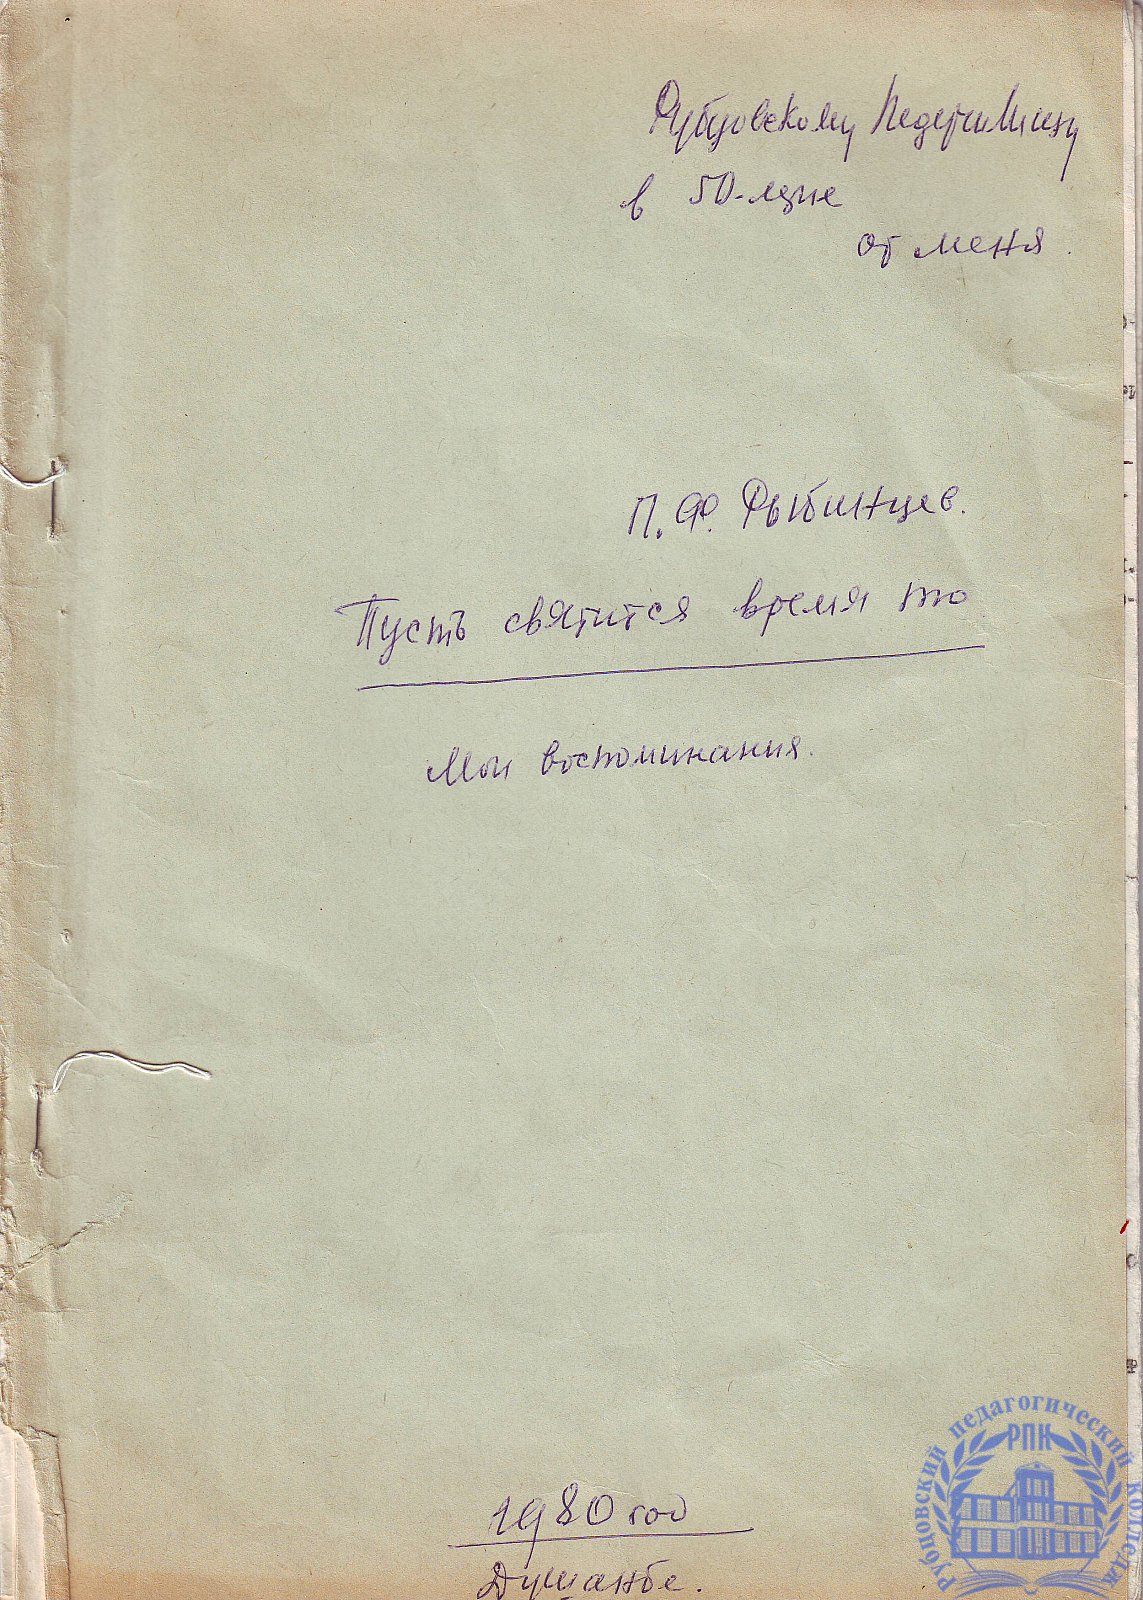 Рубцовскому Педучилищу
в 50-летие
от меня.
П. Ф. Рыбинцев.
Пусть святится время то
Мои воспоминания.
1980 год
Душанбе.
Рубцовский педагогический колледж
РПК